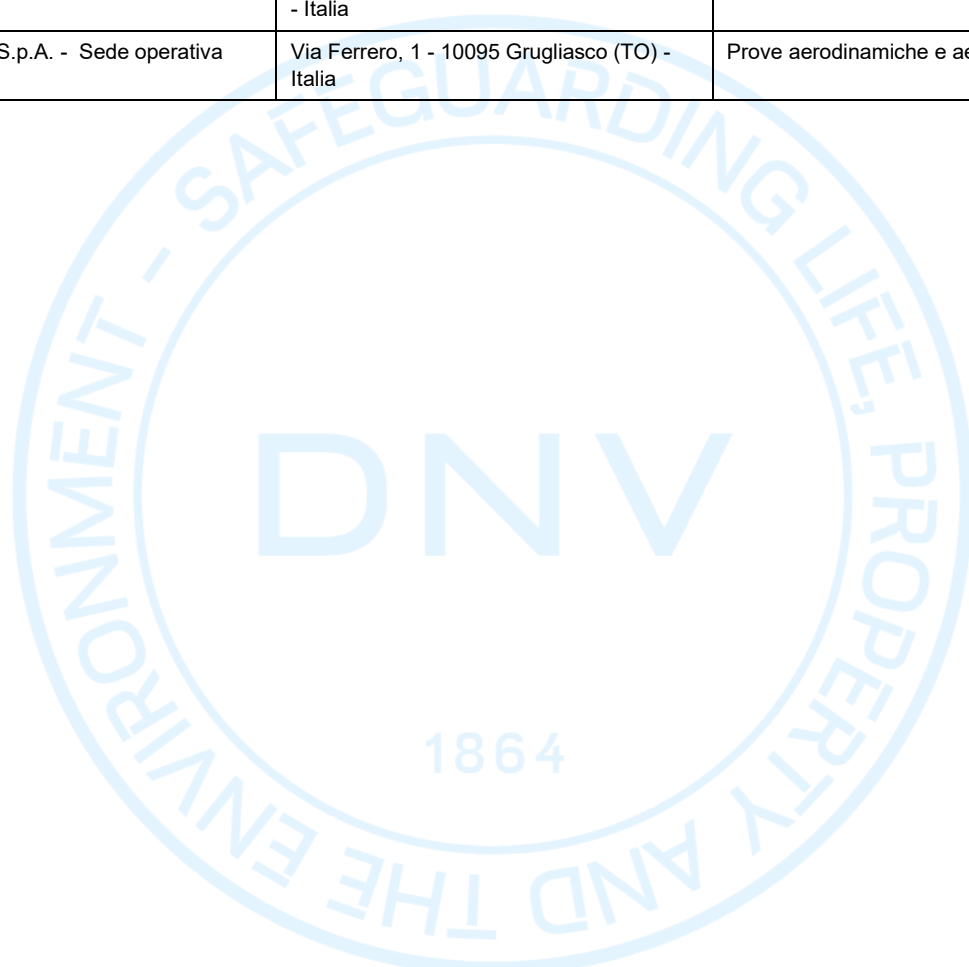 - Italia
S.p.A. - Sede operativa
Via Ferrero, 1 - 10095 Grugliasco (TO) -
Italia
Prove aerodinamiche e
SAFEGUARDING LIFE, PROPERTY AND THE ENVIRONMENT -
DNV
1864